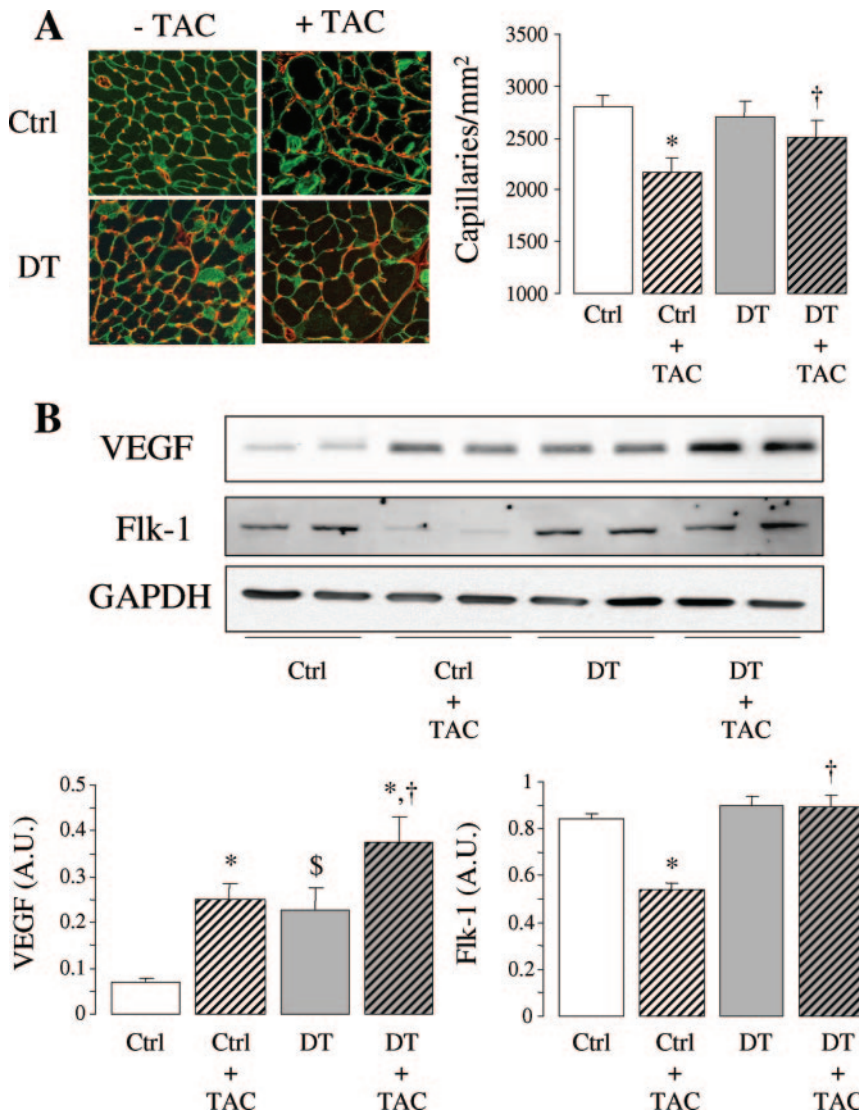 A
- TAC
+ TAC
Ctrl
DT
Capillaries/mm²
3500
3000
2500
2000
1500
1000
*
†
Ctrl
Ctrl + TAC
DT
DT + TAC
B
VEGF
Flk-1
GAPDH
Ctrl
Ctrl + TAC
DT
DT + TAC
VEGF (A.U.)
0.5
0.4
0.3
0.2
0.1
0
*
$
*,†
Ctrl
Ctrl + TAC
DT
DT + TAC
Flk-1 (A.U.)
1
0.8
0.6
0.4
0.2
0
*
†
Ctrl
Ctrl + TAC
DT
DT + TAC